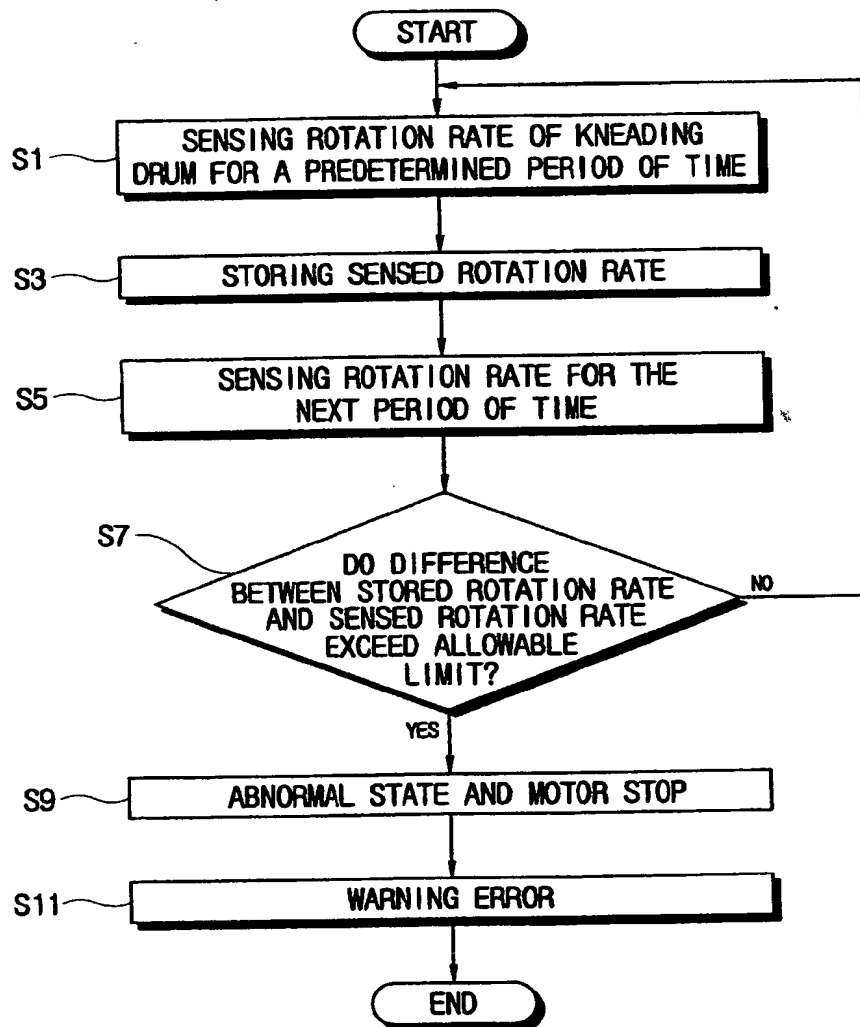 START
S1
SENSING ROTATION RATE OF KNEADING
DRUM FOR A PREDETERMINED PERIOD OF TIME
S3
STORING SENSED ROTATION RATE
S5
SENSING ROTATION RATE FOR THE
NEXT PERIOD OF TIME
S7
DO DIFFERENCE
BETWEEN STORED ROTATION RATE
AND SENSED ROTATION RATE
EXCEED ALLOWABLE
LIMIT?
NO
YES
S9
ABNORMAL STATE AND MOTOR STOP
S11
WARNING ERROR
END